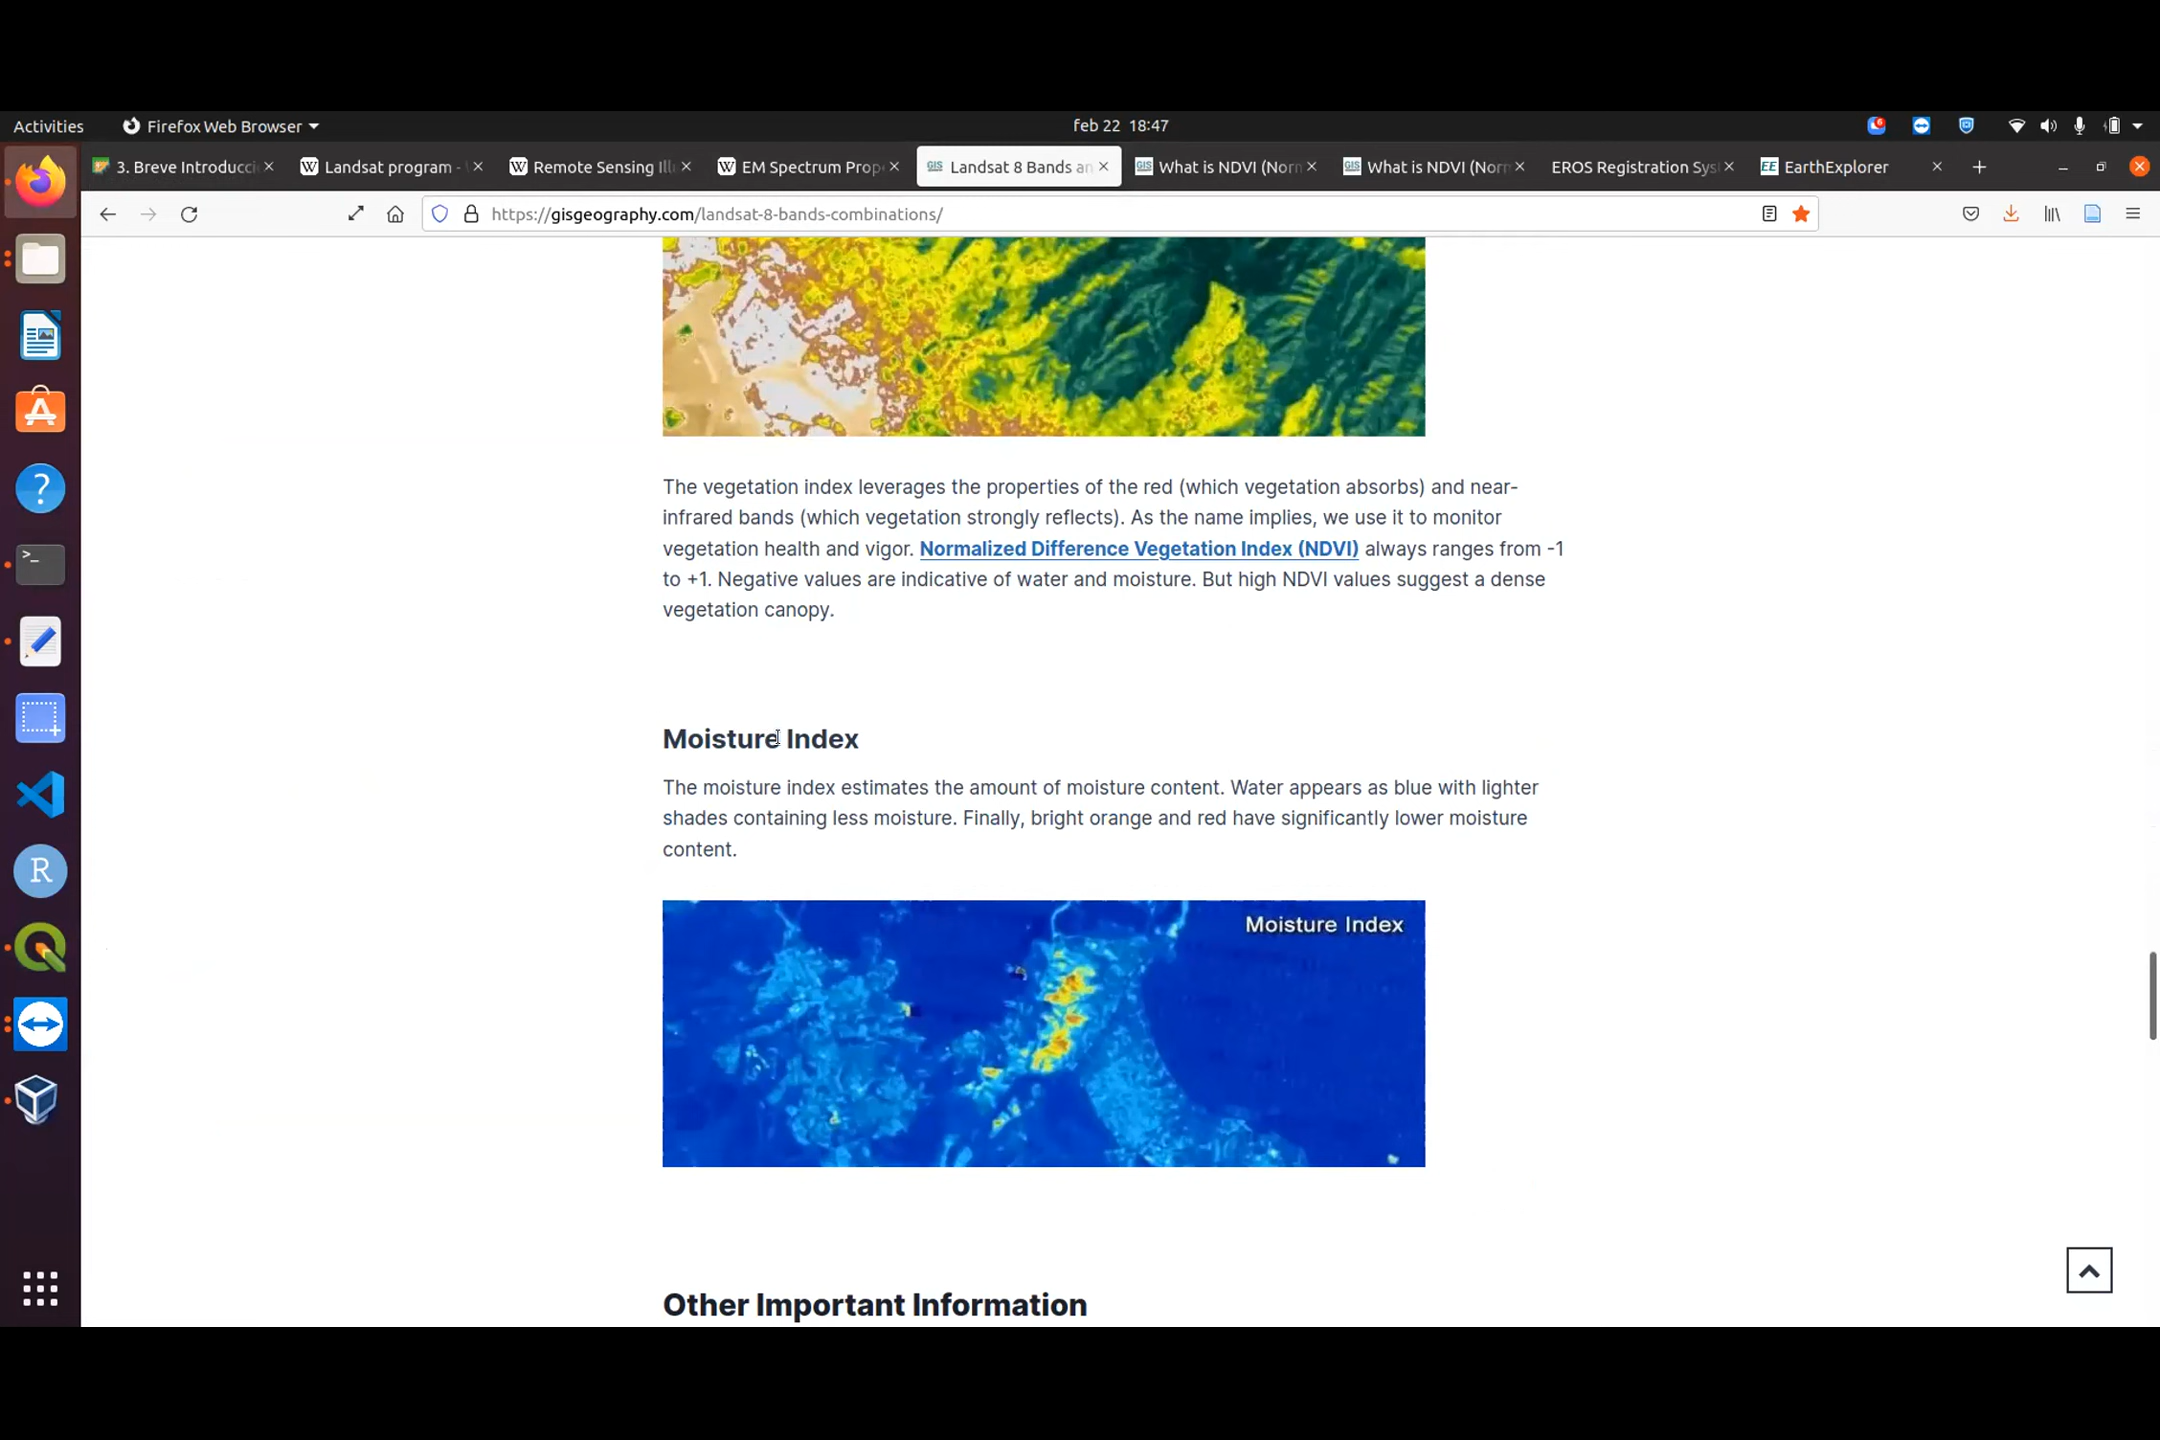 Activities
Firefox Web Browser
feb 22 18:47
3. Breve Introducci
Landsat program -
Remote Sensing Ill
EM Spectrum Prop
Landsat 8 Bands an
What is NDVI (Norm
What is NDVI (Norm
EROS Registration Sys
EarthExplorer
https://gisgeography.com/landsat-8-bands-combinations/
The vegetation index leverages the properties of the red (which vegetation absorbs) and near-
infrared bands (which vegetation strongly reflects). As the name implies, we use it to monitor
vegetation health and vigor. Normalized Difference Vegetation Index (NDVI) always ranges from -1
to +1. Negative values are indicative of water and moisture. But high NDVI values suggest a dense
vegetation canopy.
Moisture Index
The moisture index estimates the amount of moisture content. Water appears as blue with lighter
shades containing less moisture. Finally, bright orange and red have significantly lower moisture
content.
Moisture Index
Other Important Information